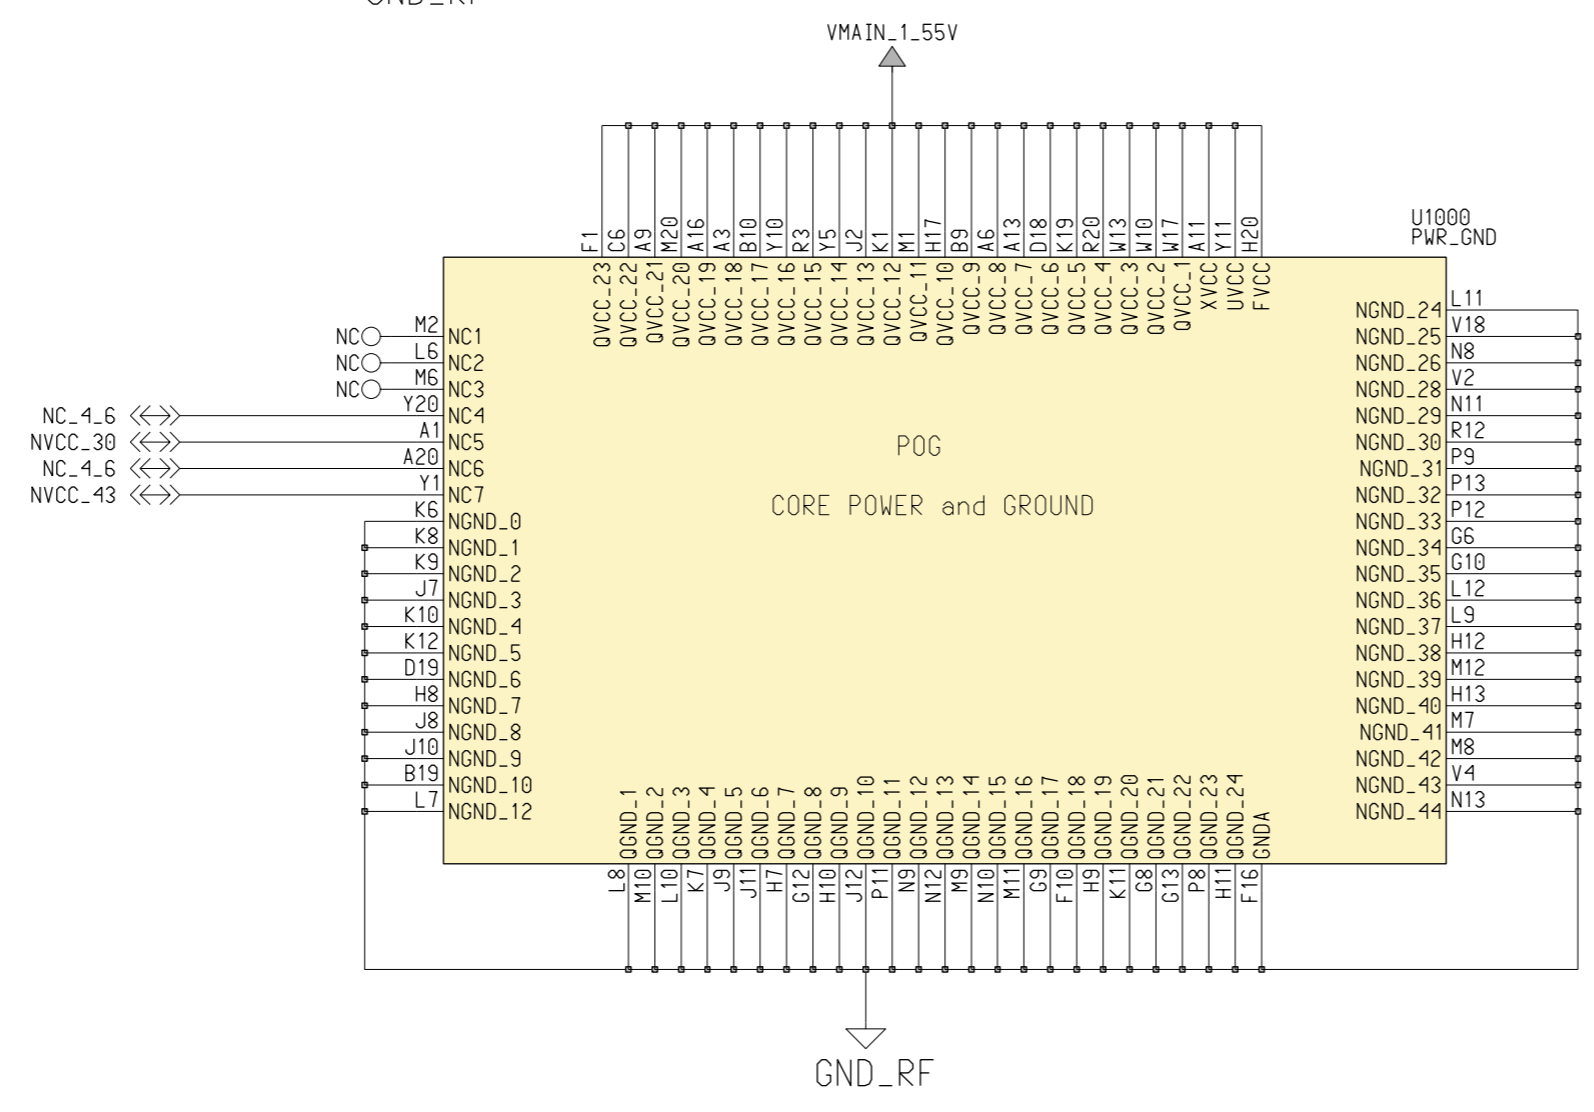 VMAIN_1_55V
F1
C6
A9
M20
A16
A3
B10
Y10
R3
Y5
J2
K1
M1
H17
B9
A6
A13
D18
K19
R20
W13
W10
W17
A11
Y11
H20
U1000
PWR_GND
QVCC_23
QVCC_22
QVCC_21
QVCC_20
QVCC_19
QVCC_18
QVCC_17
QVCC_16
QVCC_15
QVCC_14
QVCC_13
QVCC_12
QVCC_11
QVCC_10
QVCC_9
QVCC_8
QVCC_7
QVCC_6
QVCC_5
QVCC_4
QVCC_3
QVCC_2
QVCC_1
XVCC
UVCC
FVCC
NC M2 NC1
NC L6 NC2
NC M6 NC3
NC_4_6 Y20 NC4
NVCC_30 A1 NC5
NC_4_6 A20 NC6
NVCC_43 Y1 NC7
K6 NGND_0
K8 NGND_1
K9 NGND_2
J7 NGND_3
K10 NGND_4
K12 NGND_5
D19 NGND_6
H8 NGND_7
J8 NGND_8
J10 NGND_9
B19 NGND_10
L7 NGND_12
POG
CORE POWER and GROUND
NGND_24 L11
NGND_25 V18
NGND_26 N8
NGND_28 V2
NGND_29 N11
NGND_30 R12
NGND_31 P9
NGND_32 P13
NGND_33 P12
NGND_34 G6
NGND_35 G10
NGND_36 L12
NGND_37 L9
NGND_38 H12
NGND_39 M12
NGND_40 H13
NGND_41 M7
NGND_42 M8
NGND_43 V4
NGND_44 N13
QGND_1
QGND_2
QGND_3
QGND_4
QGND_5
QGND_6
QGND_7
QGND_8
QGND_9
QGND_10
QGND_11
QGND_12
QGND_13
QGND_14
QGND_15
QGND_16
QGND_17
QGND_18
QGND_19
QGND_20
QGND_21
QGND_22
QGND_23
QGND_24
GNDA
L8
M10
L10
K7
J9
J11
H7
G12
H10
J12
P11
N9
N12
M9
N10
M11
G9
F10
H9
K11
G8
G13
P8
H11
F16
GND_RF